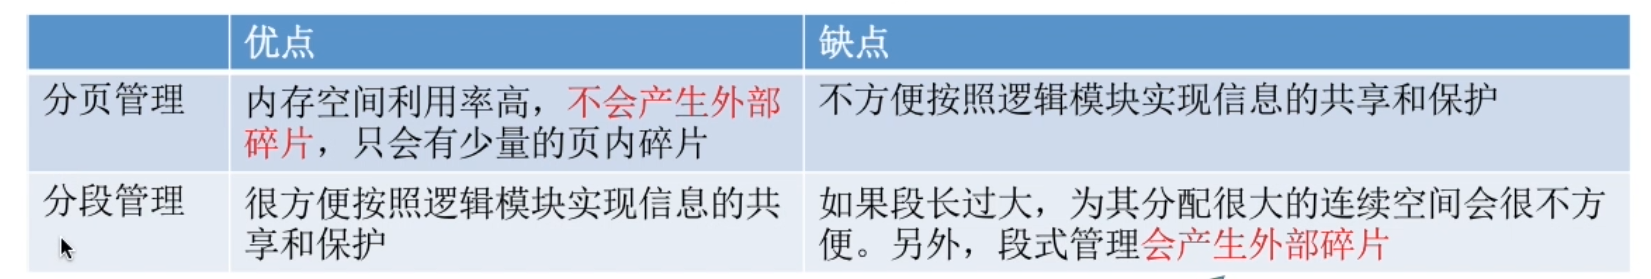 优点
缺点
分页管理
内存空间利用率高，不会产生外部
碎片，只会有少量的页内碎片
不方便按照逻辑模块实现信息的共享和保护
分段管理
很方便按照逻辑模块实现信息的共
享和保护
如果段长过大，为其分配很大的连续空间会很不方
便。另外，段式管理会产生外部碎片